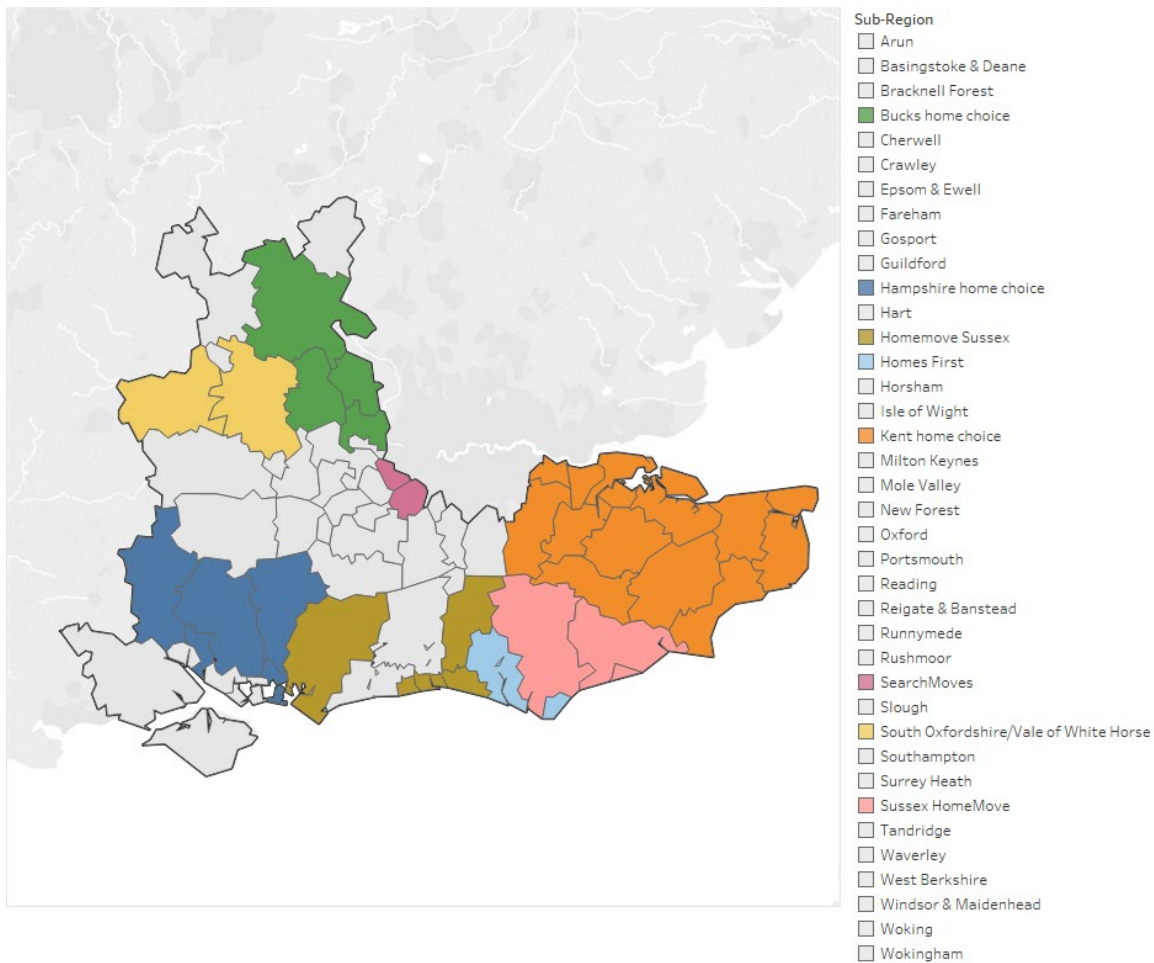 Sub-Region
Arun
Basingstoke & Deane
Bracknell Forest
Bucks home choice
Cherwell
Crawley
Epsom & Ewell
Fareham
Gosport
Guildford
Hampshire home choice
Hart
Homemove Sussex
Homes First
Horsham
Isle of Wight
Kent home choice
Milton Keynes
Mole Valley
New Forest
Oxford
Portsmouth
Reading
Reigate & Banstead
Runnymede
Rushmoor
SearchMoves
Slough
South Oxfordshire/Vale of White Horse
Southampton
Surrey Heath
Sussex HomeMove
Tandridge
Waverley
West Berkshire
Windsor & Maidenhead
Woking
Wokingham